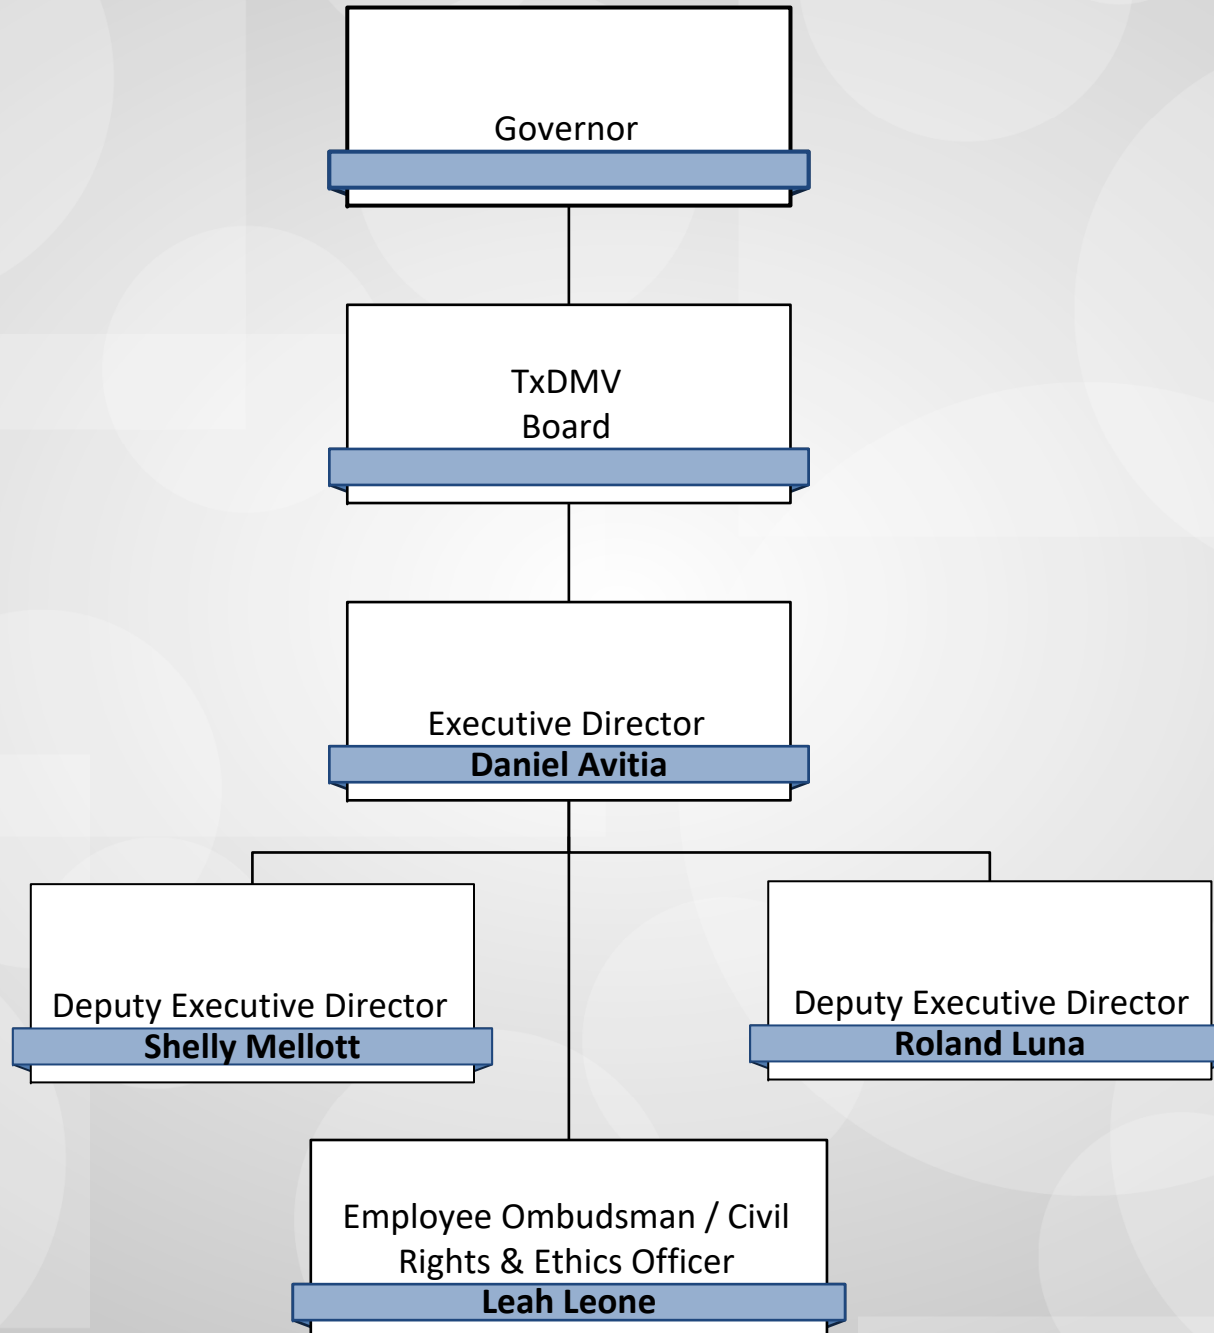 Governor
TxDMV
Board
Executive Director
Daniel Avitia
Deputy Executive Director
Shelly Mellott
Deputy Executive Director
Roland Luna
Employee Ombudsman / Civil
Rights & Ethics Officer
Leah Leone